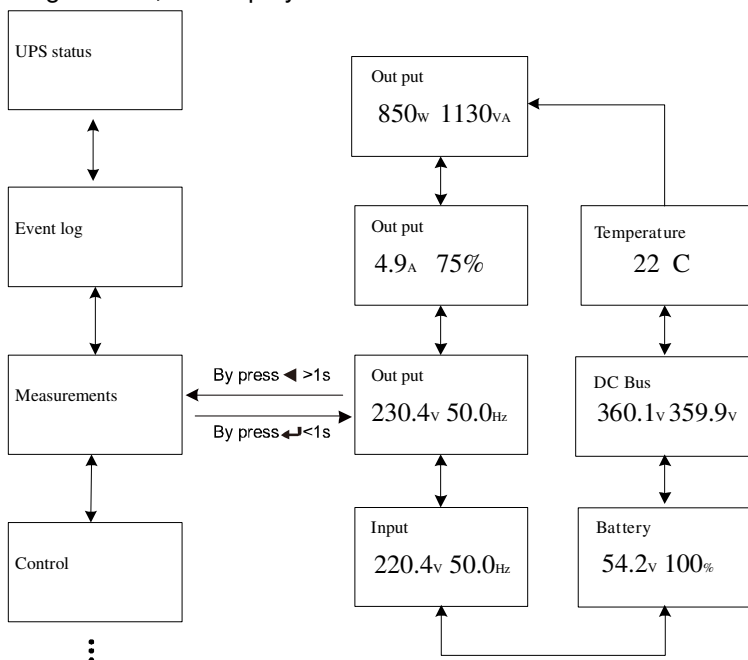 UPS status
Event log
Measurements
Control
By press ◄ >1s
By press ↵ <1s
Out put
850W 1130VA
Out put
4.9A 75%
Out put
230.4V 50.0Hz
Input
220.4V 50.0Hz
Temperature
22 C
DC Bus
360.1V 359.9V
Battery
54.2V 100%